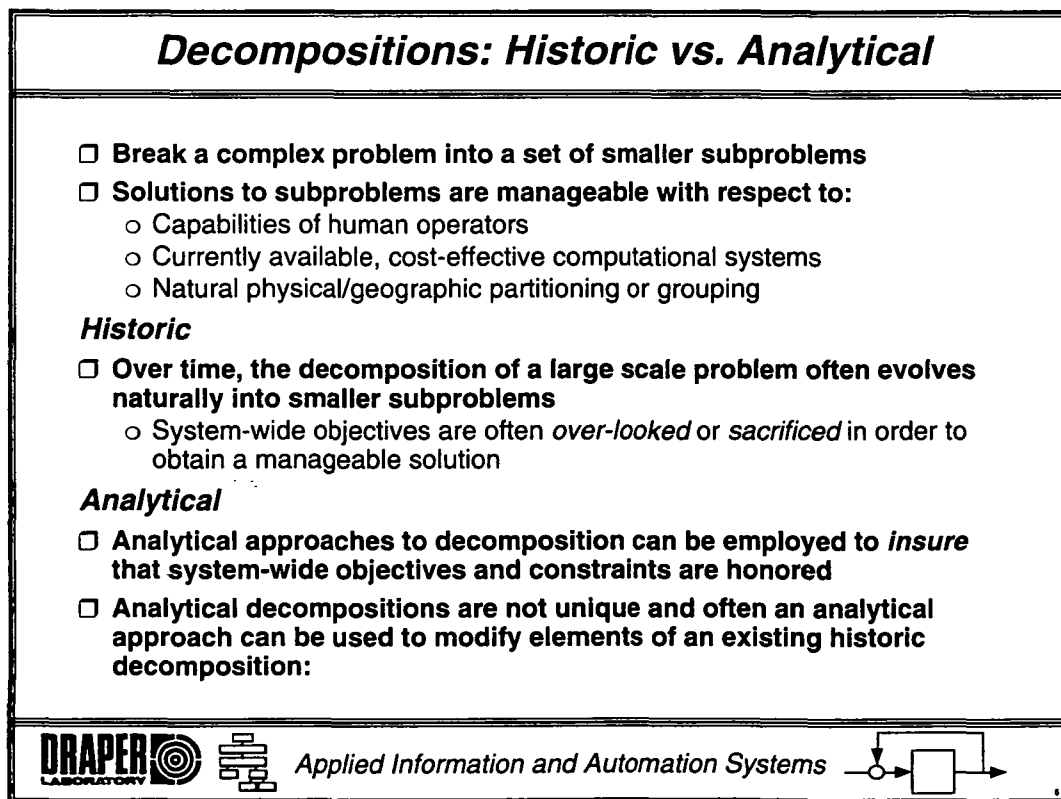 Decompositions: Historic vs. Analytical
❒ Break a complex problem into a set of smaller subproblems
❒ Solutions to subproblems are manageable with respect to:
o Capabilities of human operators
o Currently available, cost-effective computational systems
o Natural physical/geographic partitioning or grouping
Historic
❒ Over time, the decomposition of a large scale problem often evolves
naturally into smaller subproblems
o System-wide objectives are often over-looked or sacrificed in order to
obtain a manageable solution
Analytical
❒ Analytical approaches to decomposition can be employed to insure
that system-wide objectives and constraints are honored
❒ Analytical decompositions are not unique and often an analytical
approach can be used to modify elements of an existing historic
decomposition:
DRAPER
LABORATORY
Applied Information and Automation Systems